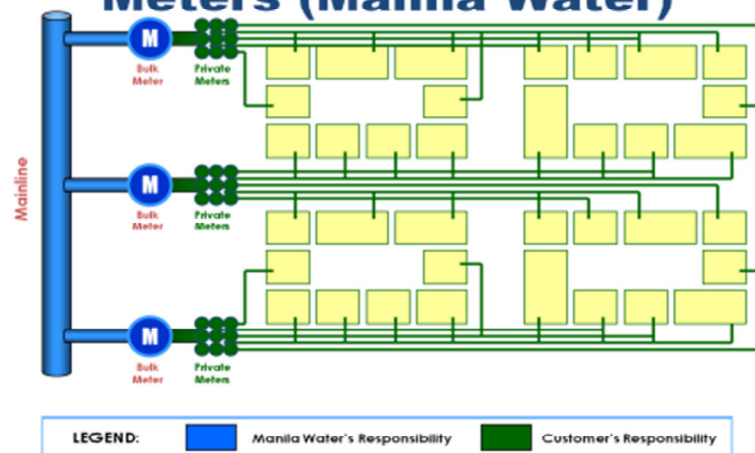 Meters (Manila Water)
M
Bulk
Meter
Private
Meters
Mainline
M
Bulk
Meter
Private
Meters
M
Bulk
Meter
Private
Meters
LEGEND:
Manila Water's Responsibility
Customer's Responsibility